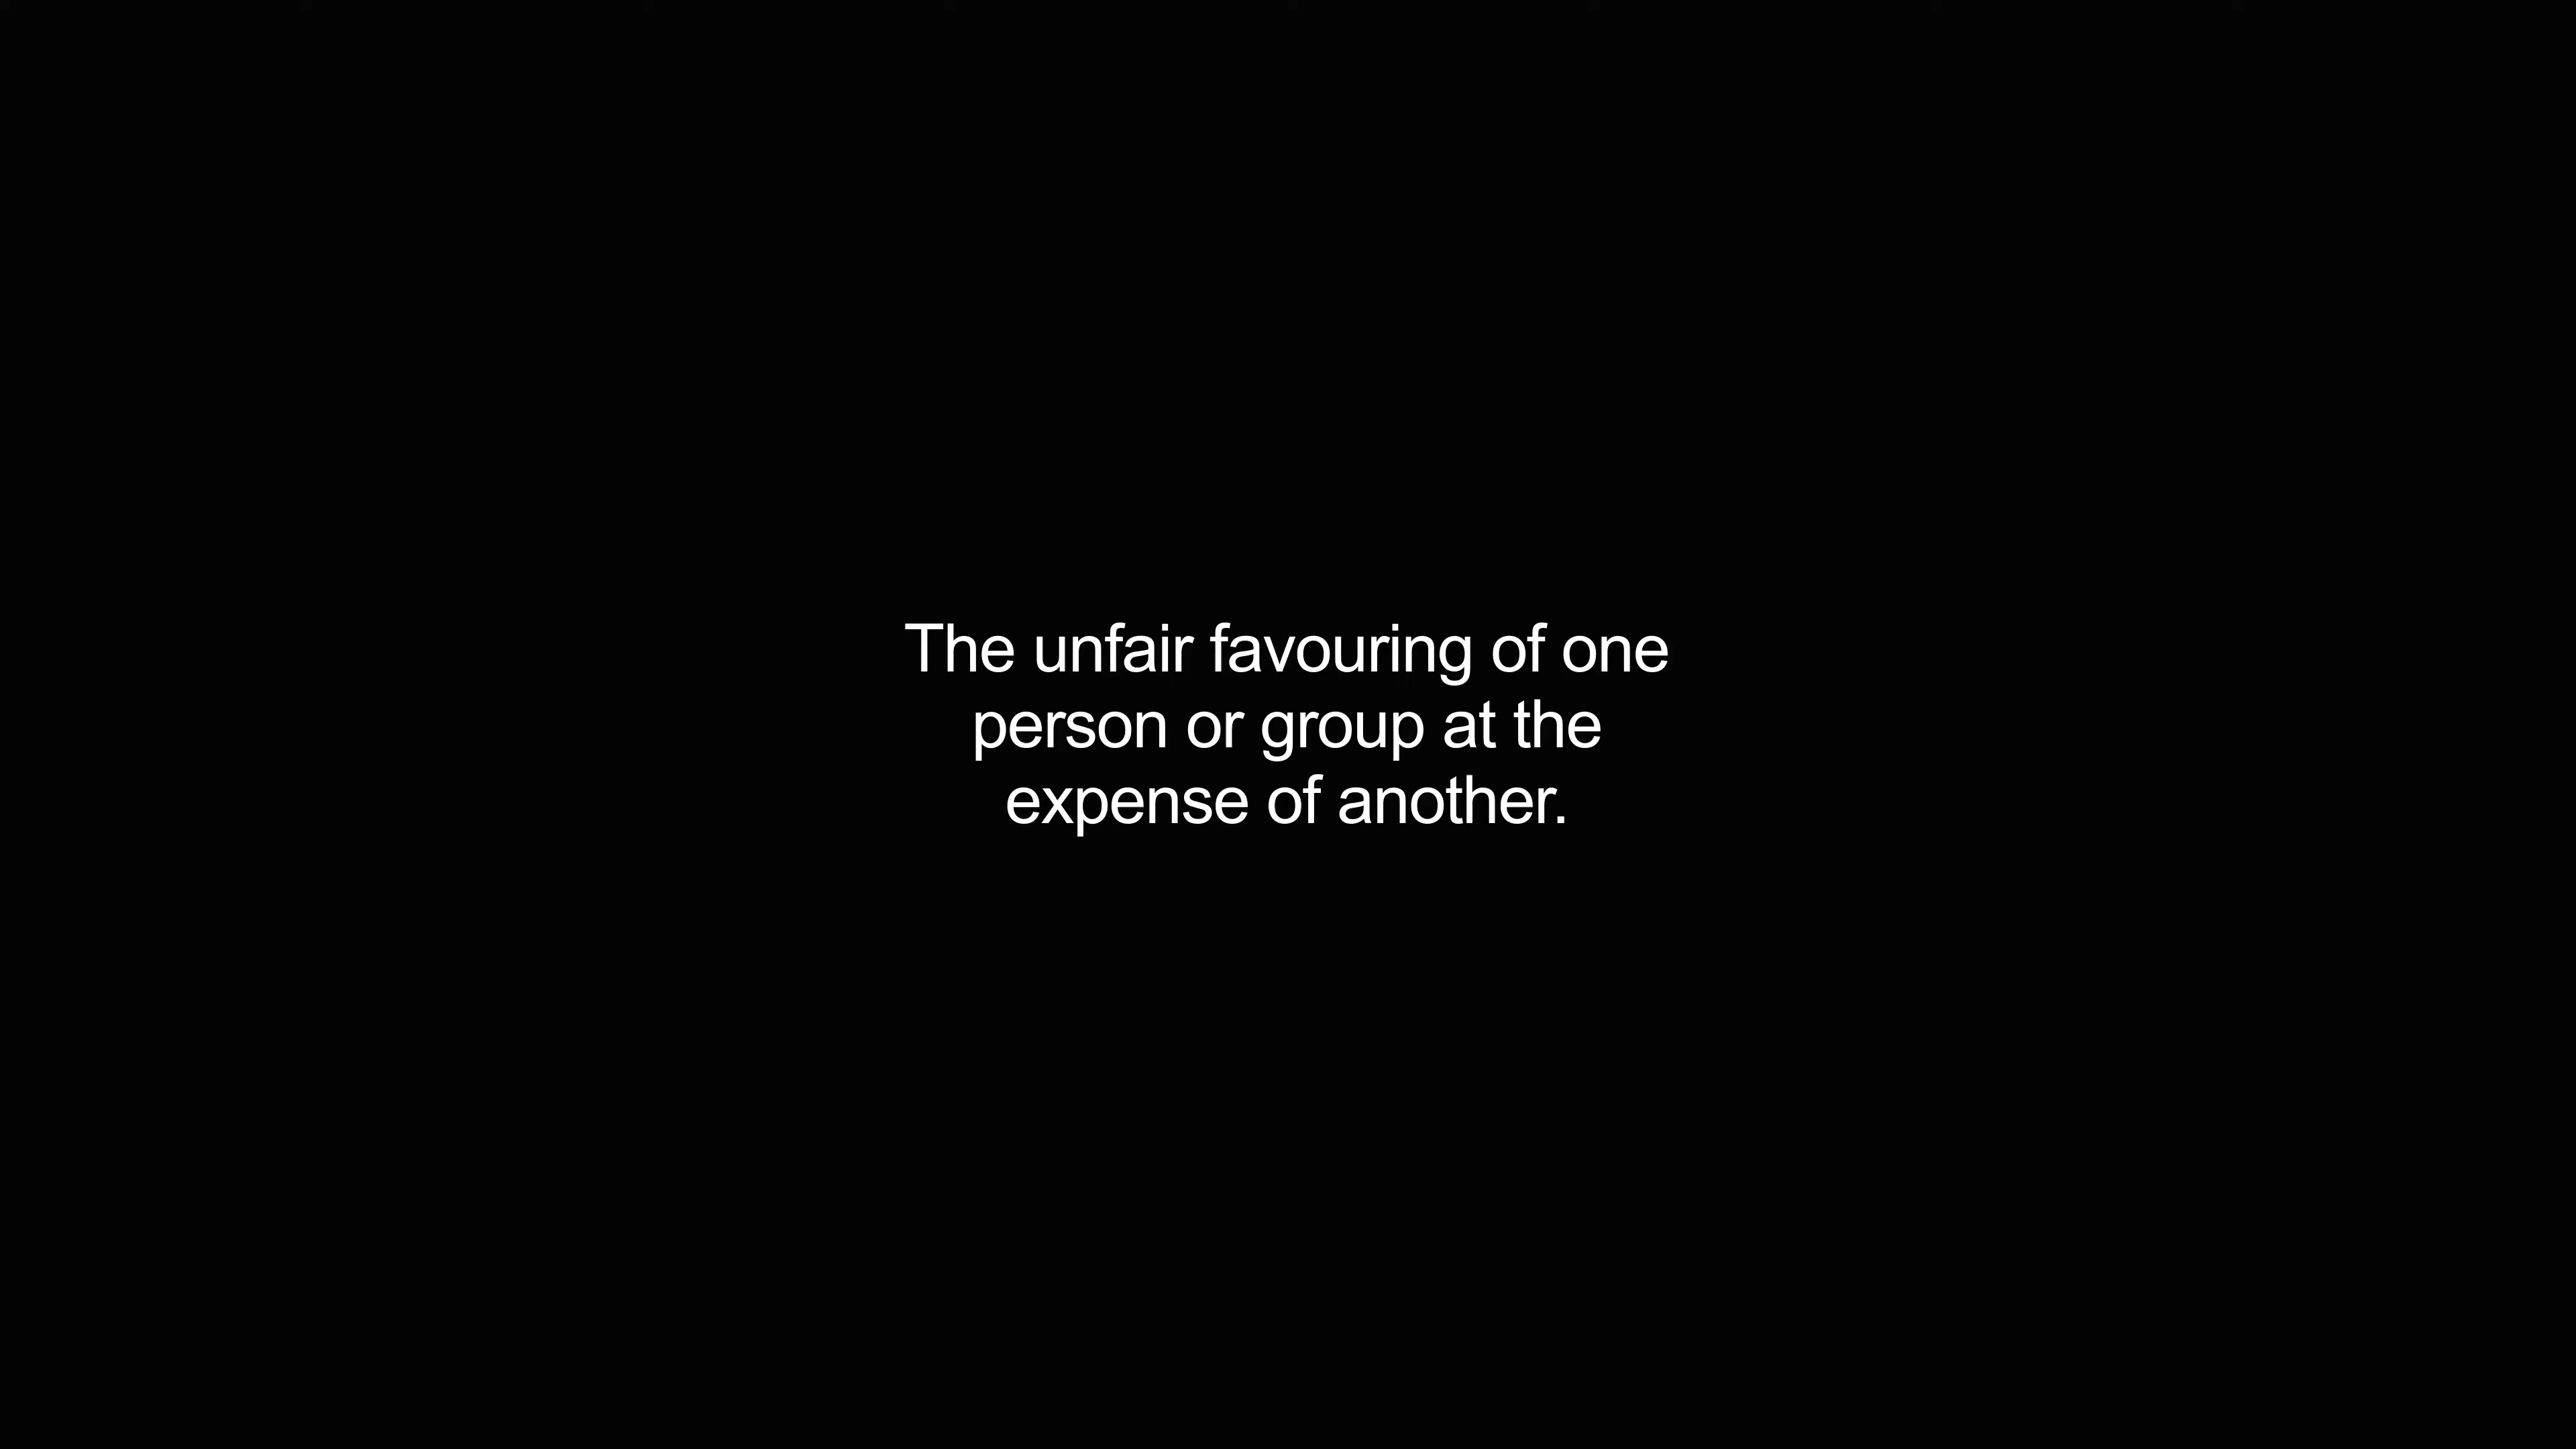 The unfair favouring of one
person or group at the
expense of another.